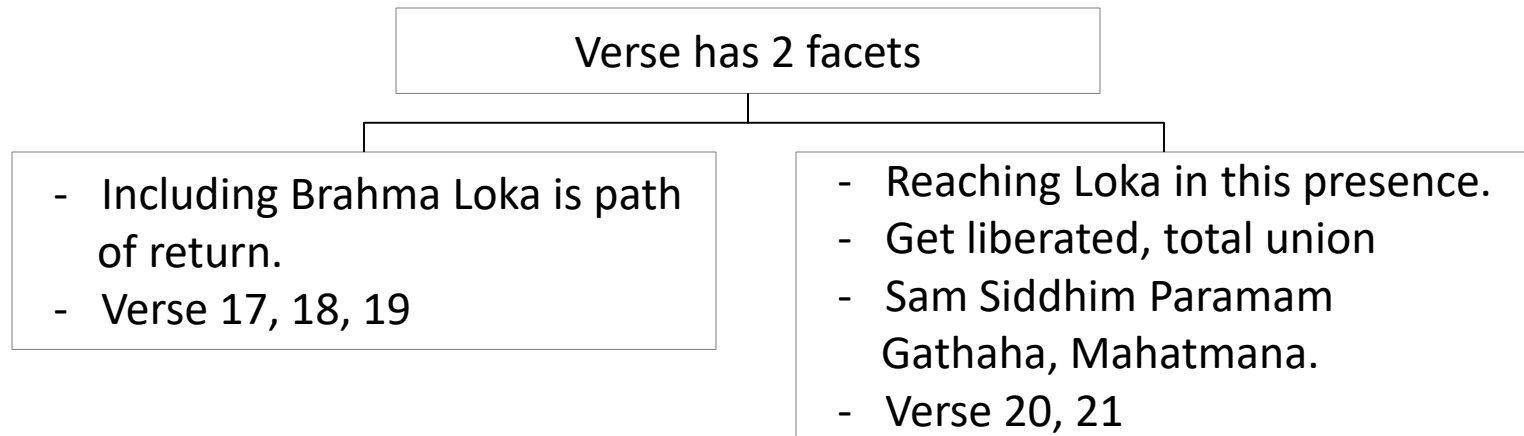 Verse has 2 facets
- Including Brahma Loka is path
of return.
- Verse 17, 18, 19
- Reaching Loka in this presence.
- Get liberated, total union
- Sam Siddhim Paramam
Gathaha, Mahatmana.
- Verse 20, 21